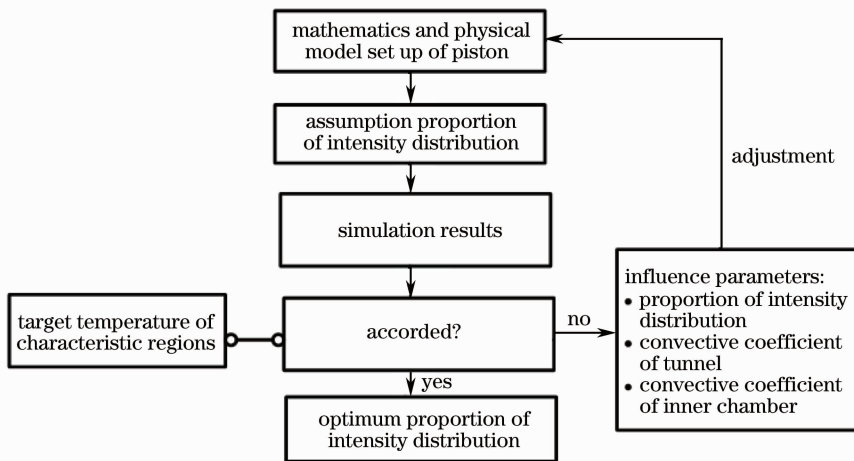 mathematics and physical
model set up of piston
assumption proportion
of intensity distribution
adjustment
simulation results
target temperature of
characteristic regions
accorded?
no
influence parameters:
• proportion of intensity
distribution
• convective coefficient
of tunnel
• convective coefficient
of inner chamber
yes
optimum proportion of
intensity distribution